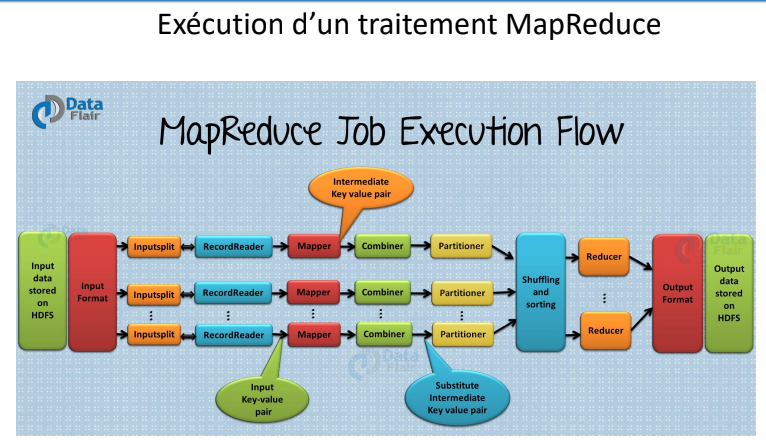 Exécution d'un traitement MapReduce
Data
Flair
MapReduce Job Execution Flow
Intermediate
Key value pair
Input
data
stored
on
HDFS
Input
Format
Inputsplit
RecordReader
Mapper
Combiner
Partitioner
Inputsplit
RecordReader
Mapper
Combiner
Partitioner
Inputsplit
RecordReader
Mapper
Combiner
Partitioner
Shuffling
and
sorting
Reducer
Reducer
Output
Format
Output
data
stored
on
HDFS
Data
Flair
Data
Flair
Input
Key-value
pair
Substitute
Intermediate
Key value pair